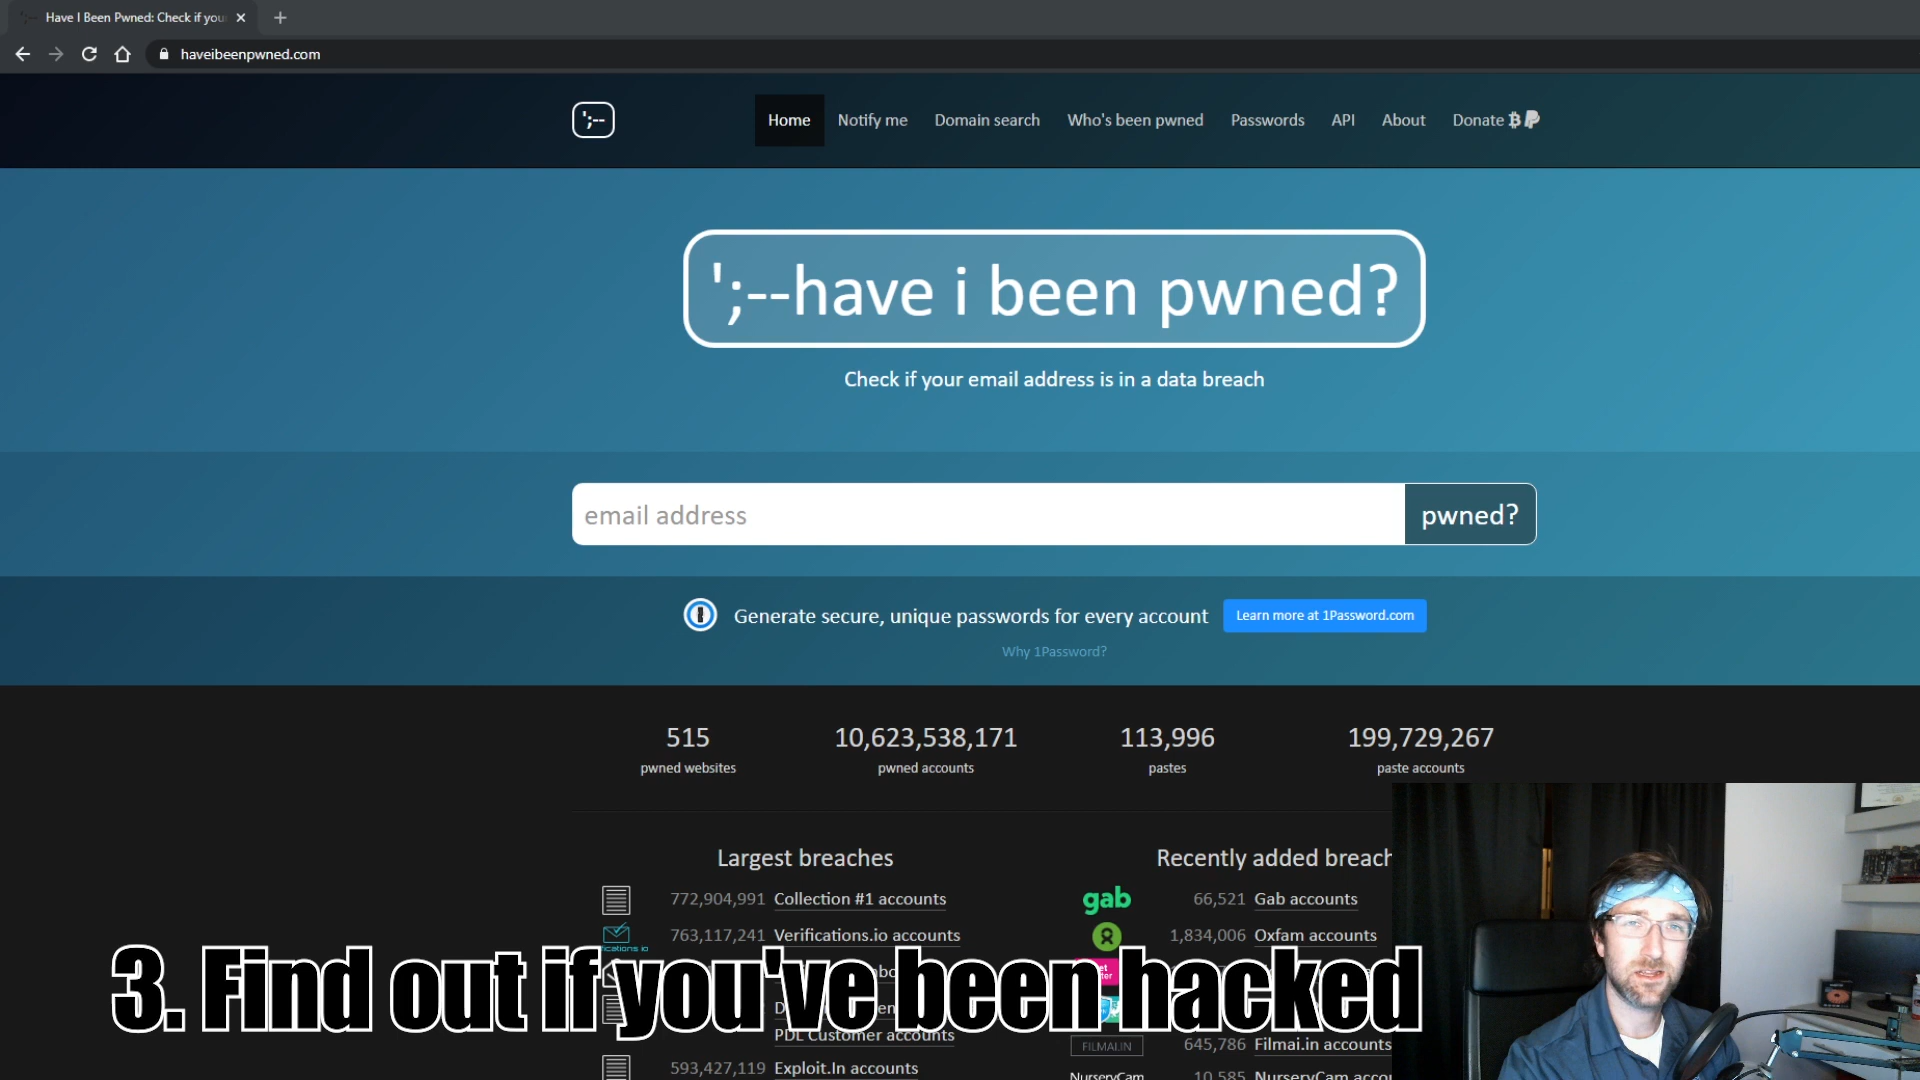 Have I Been Pwned: Check if you
haveibeenpwned.com
';--
Home Notify me Domain search Who's been pwned Passwords API About Donate
';--have i been pwned?
Check if your email address is in a data breach
email address pwned?
Generate secure, unique passwords for every account Learn more at 1Password.com
Why 1Password?
515 10,623,538,171 113,996 199,729,267
pwned websites pwned accounts pastes paste accounts
Largest breaches Recently added breach
772,904,991 Collection #1 accounts gab 66,521 Gab accounts
763,117,241 Verifications.io accounts 1,834,006 Oxfam accounts
3. Find out if you've been hacked
PDL Customer accounts
FILMAI.IN 645,786 Filmai.in accounts
593,427,119 Exploit.In accounts NurseryCam 10,585 NurseryCam